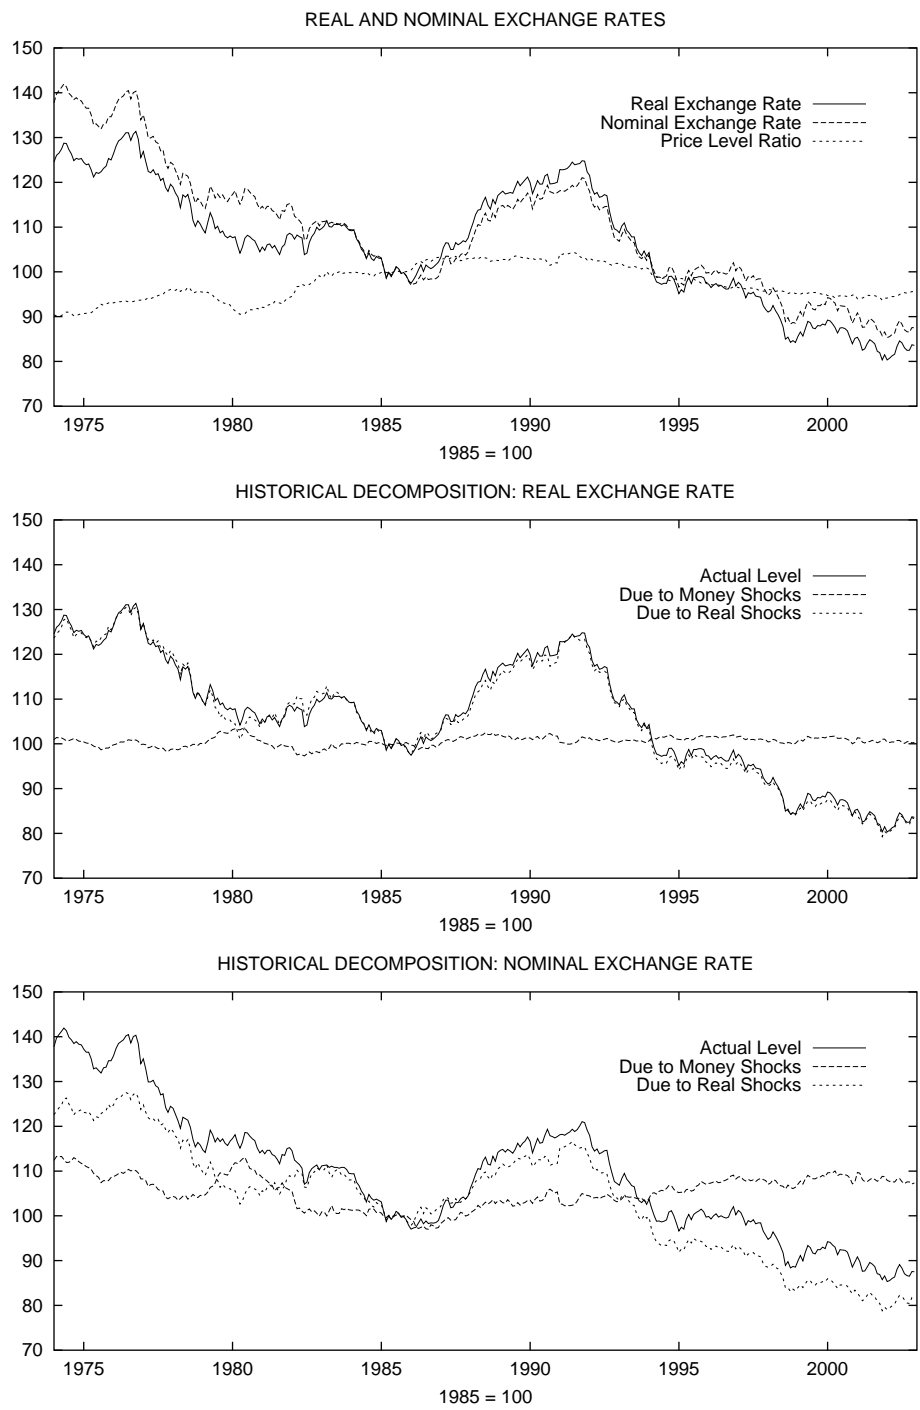 REAL AND NOMINAL EXCHANGE RATES
150
140
130
120
110
100
90
80
70
Real Exchange Rate
Nominal Exchange Rate
Price Level Ratio
1975 1980 1985 1990 1995 2000
1985 = 100
HISTORICAL DECOMPOSITION: REAL EXCHANGE RATE
150
140
130
120
110
100
90
80
70
Actual Level
Due to Money Shocks
Due to Real Shocks
1975 1980 1985 1990 1995 2000
1985 = 100
HISTORICAL DECOMPOSITION: NOMINAL EXCHANGE RATE
150
140
130
120
110
100
90
80
70
Actual Level
Due to Money Shocks
Due to Real Shocks
1975 1980 1985 1990 1995 2000
1985 = 100